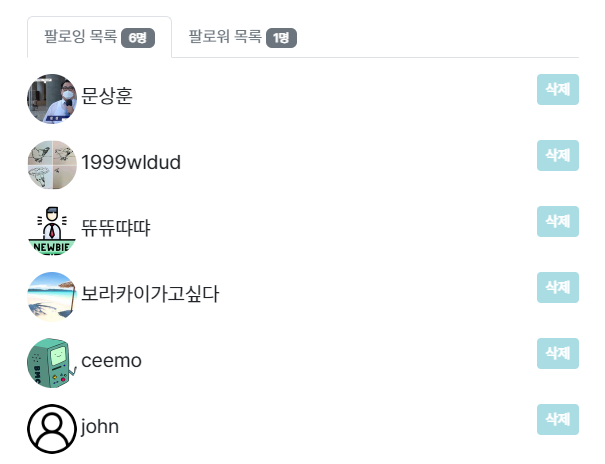 팔로잉 목록 6명 팔로워 목록 1명
문상훈 삭제
1999wldud 삭제
NEWBIE
뜌뜌땨땨 삭제
보라카이가고싶다 삭제
BMO
ceemo 삭제
john 삭제